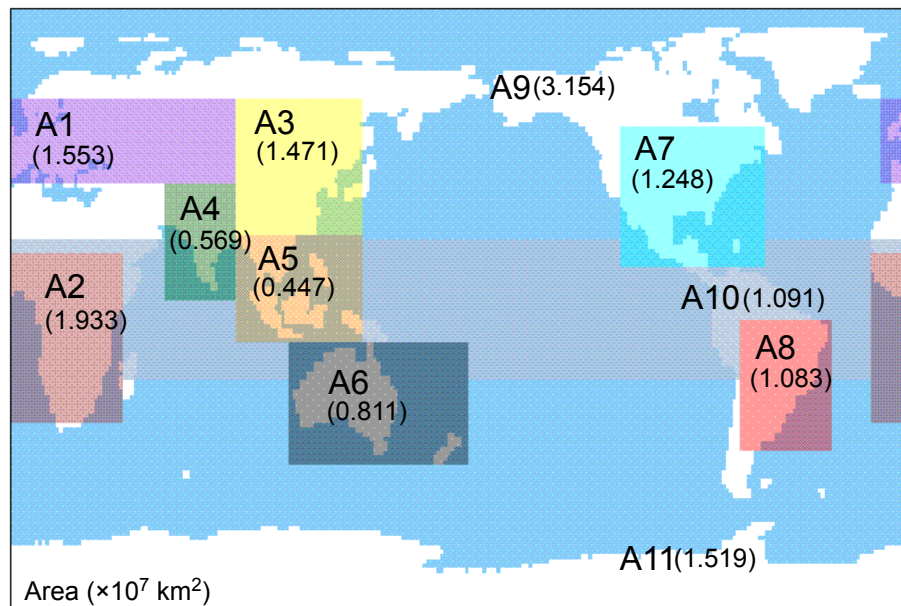 A9(3.154)
A1
(1.553)
A3
(1.471)
A7
(1.248)
A4
(0.569)
A5
(0.447)
A2
(1.933)
A10(1.091)
A8
(1.083)
A6
(0.811)
A11(1.519)
Area (×10⁷ km²)